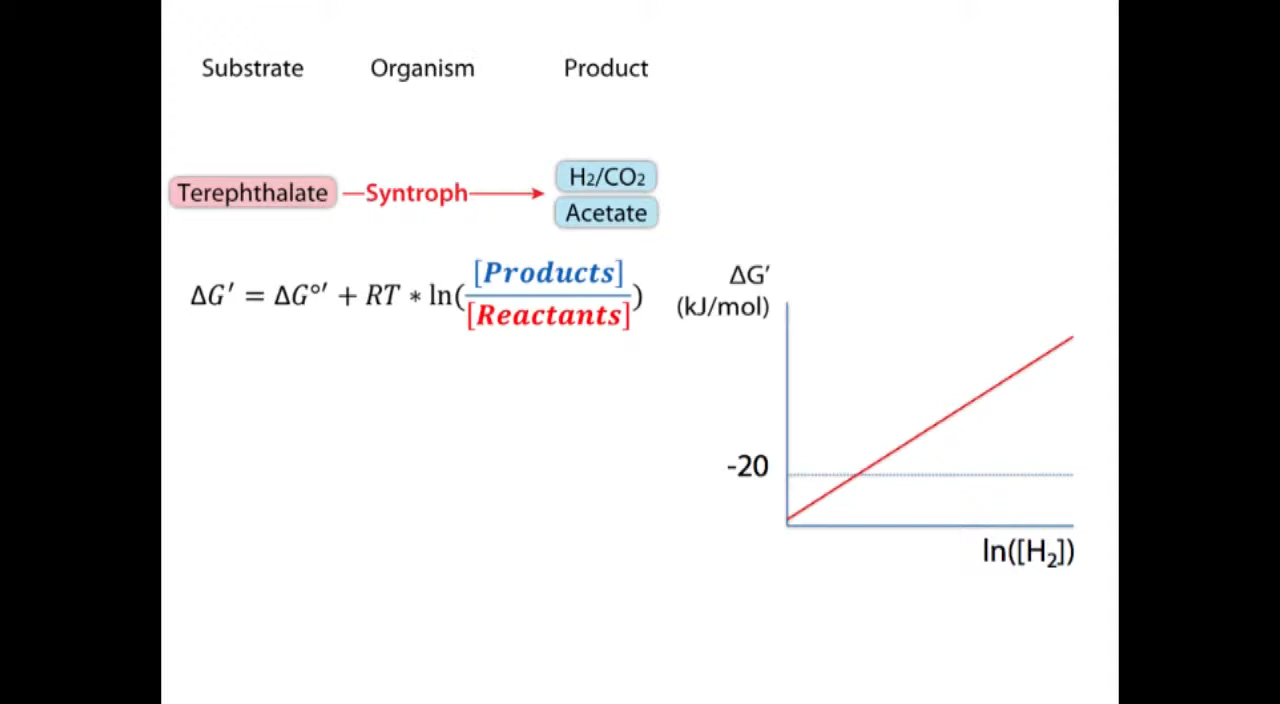 Substrate Organism Product
H₂/CO₂
Terephthalate Syntroph
Acetate
ΔG′ = ΔG°′ + RT * ln([Products]/[Reactants])
ΔG′
(kJ/mol)
-20
ln([H₂])